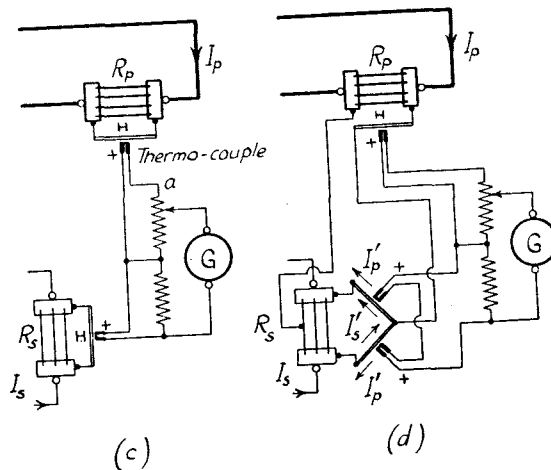 I_p
R_p
H
+
Thermo-couple
a
G
R_s
H
+
I_s
(c)
I_p
R_p
H
+
G
I'_p
+
R_s
I'_s
I'_p
+
I_s
(d)